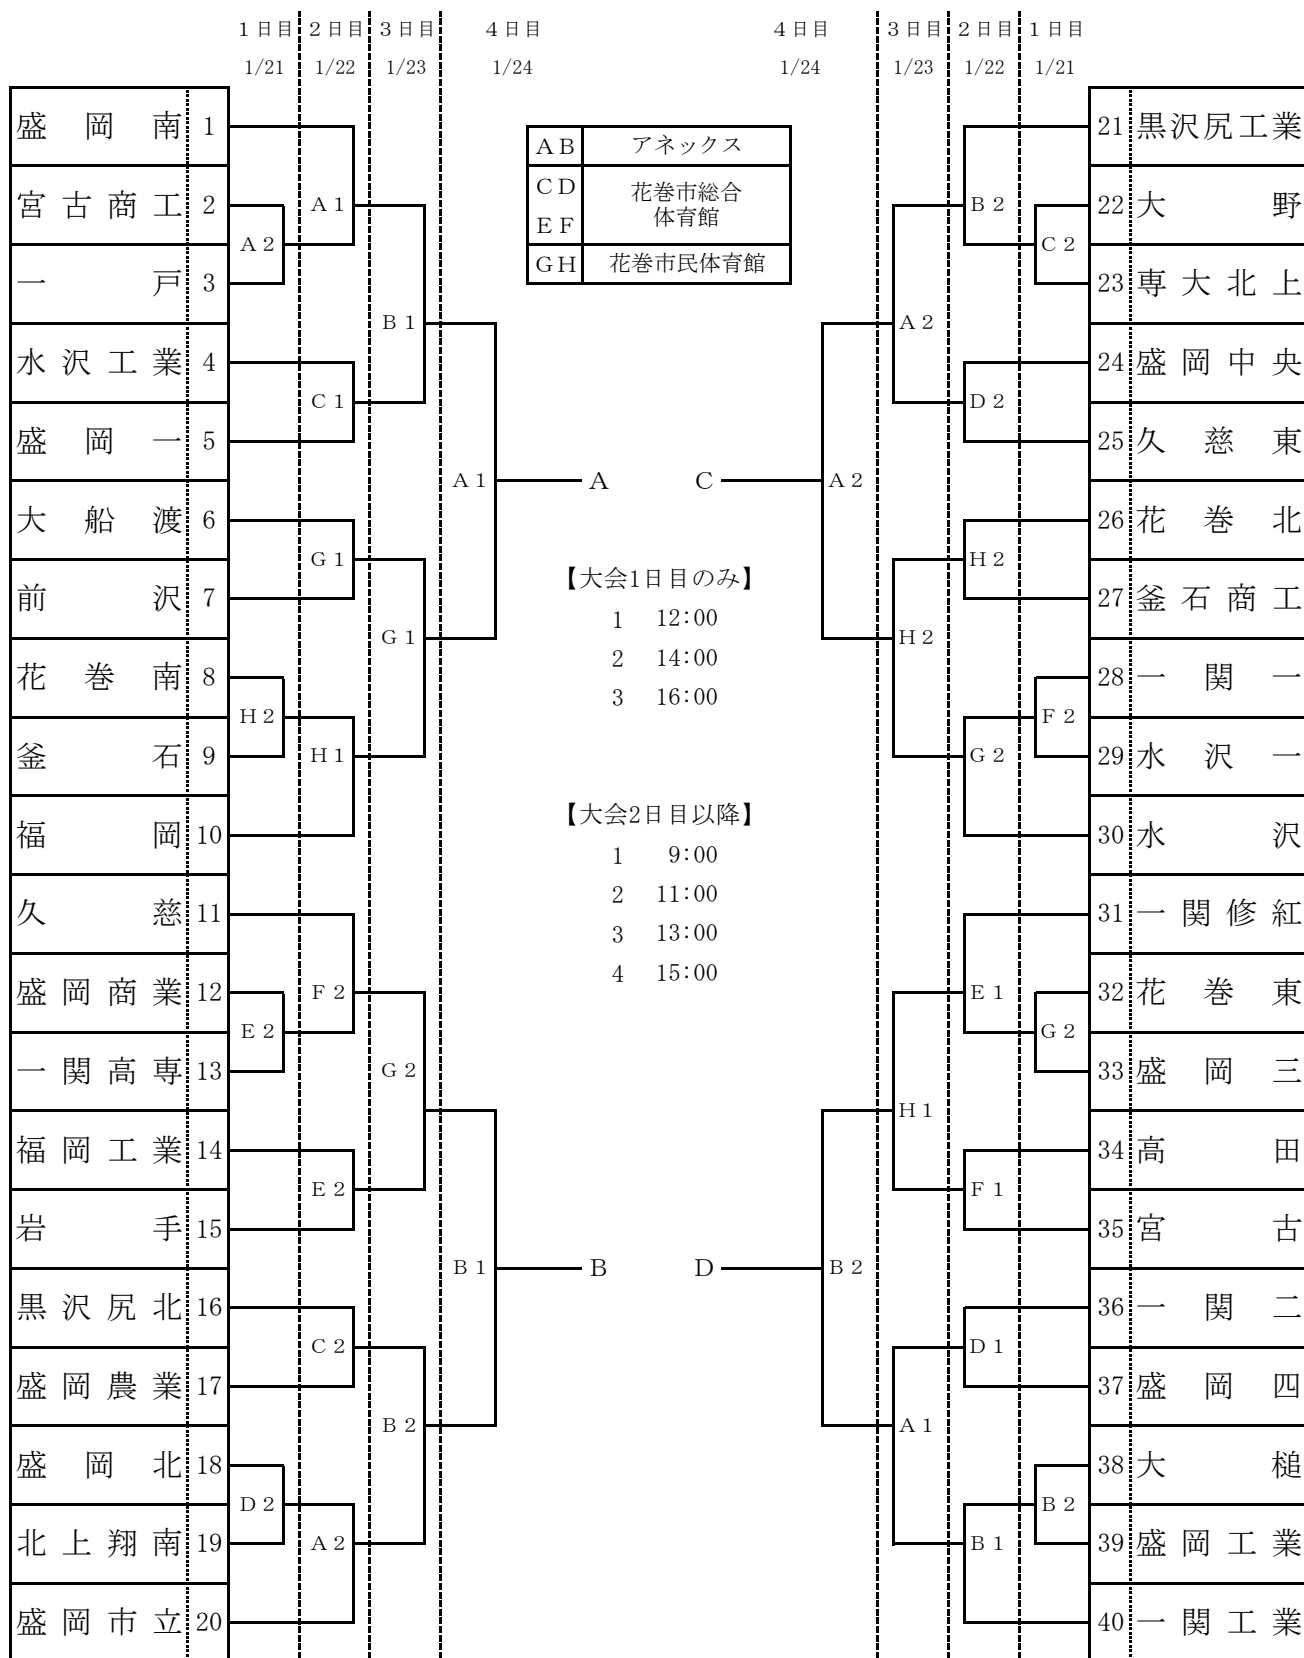 1日目 2日目 3日目 4日目 4日目 3日目 2日目 1日目
1/21 1/22 1/23 1/24 1/24 1/23 1/22 1/21
盛岡南 1
宮古商工 2
一戸 3
水沢工業 4
盛岡一 5
大船渡 6
前沢 7
花巻南 8
釜石 9
福岡 10
久慈 11
盛岡商業 12
一関高専 13
福岡工業 14
岩手 15
黒沢尻北 16
盛岡農業 17
盛岡北 18
北上翔南 19
盛岡市立 20
A2
H2
E2
D2
A1
C1
G1
H1
F2
E2
C2
A2
B1
G1
G2
B2
A1
B1
A
B
AB アネックス
CD
EF
花巻市総合
体育館
GH 花巻市民体育館
【大会1日目のみ】
1 12:00
2 14:00
3 16:00
【大会2日目以降】
1 9:00
2 11:00
3 13:00
4 15:00
C
D
A2
B2
A2
H2
H1
A1
B2
D2
H2
G2
E1
F1
D1
B1
C2
F2
G2
B2
21 黒沢尻工業
22 大野
23 専大北上
24 盛岡中央
25 久慈東
26 花巻北
27 釜石商工
28 一関一
29 水沢一
30 水沢
31 一関修紅
32 花巻東
33 盛岡三
34 高田
35 宮古
36 一関二
37 盛岡四
38 大槌
39 盛岡工業
40 一関工業